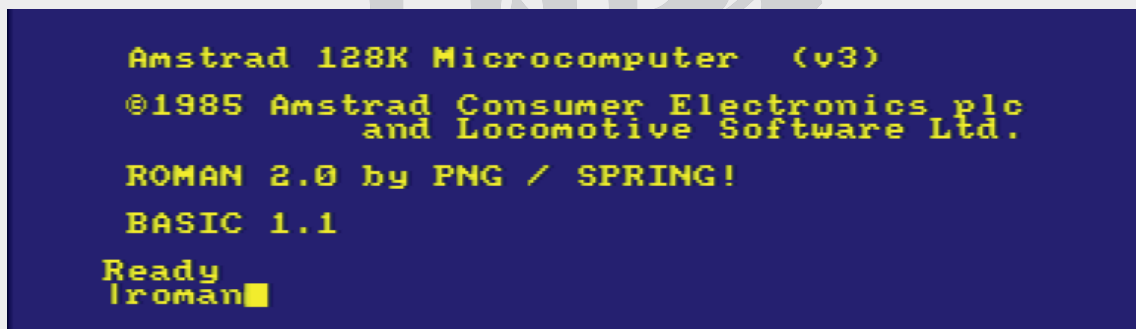 Amstrad 128K Microcomputer (v3)
©1985 Amstrad Consumer Electronics plc
and Locomotive Software Ltd.
ROMAN 2.0 by PNG / SPRING!
BASIC 1.1
Ready
|roman